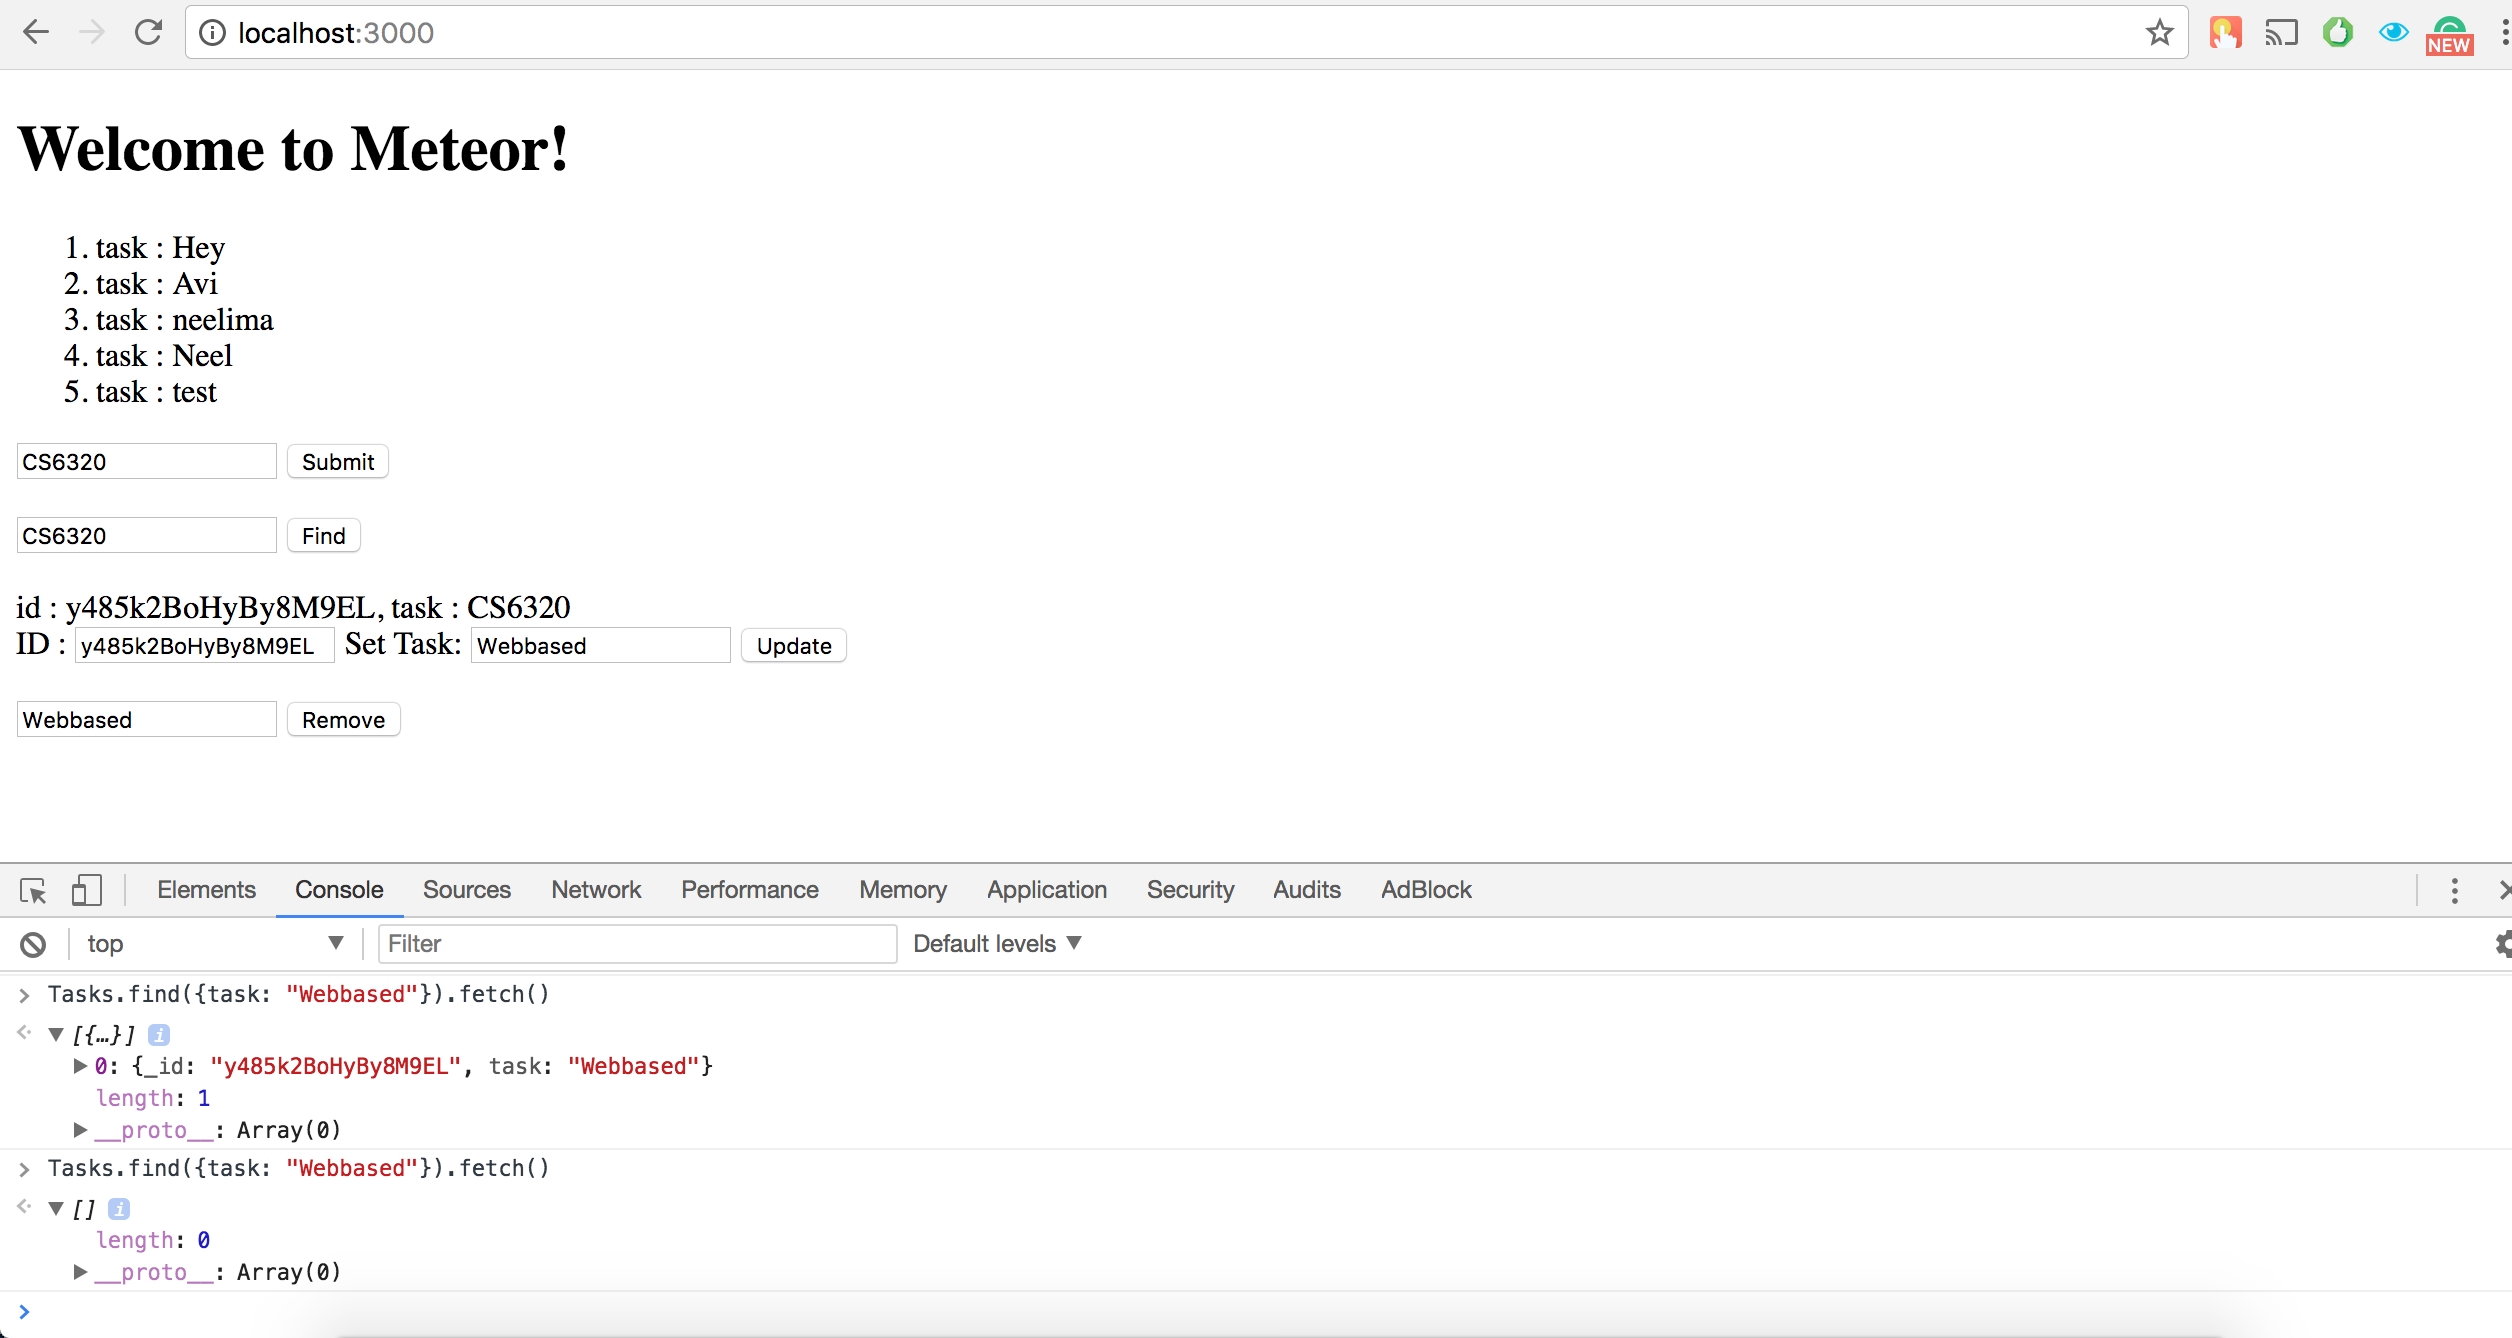 localhost:3000
NEW
Welcome to Meteor!
1. task : Hey
2. task : Avi
3. task : neelima
4. task : Neel
5. task : test
CS6320 Submit
CS6320 Find
id : y485k2BoHyBy8M9EL, task : CS6320
ID : y485k2BoHyBy8M9EL Set Task: Webbased Update
Webbased Remove
Elements Console Sources Network Performance Memory Application Security Audits AdBlock
top Filter Default levels
Tasks.find({task: "Webbased"}).fetch()
[{…}] i
0: {_id: "y485k2BoHyBy8M9EL", task: "Webbased"}
length: 1
__proto__: Array(0)
Tasks.find({task: "Webbased"}).fetch()
[] i
length: 0
__proto__: Array(0)